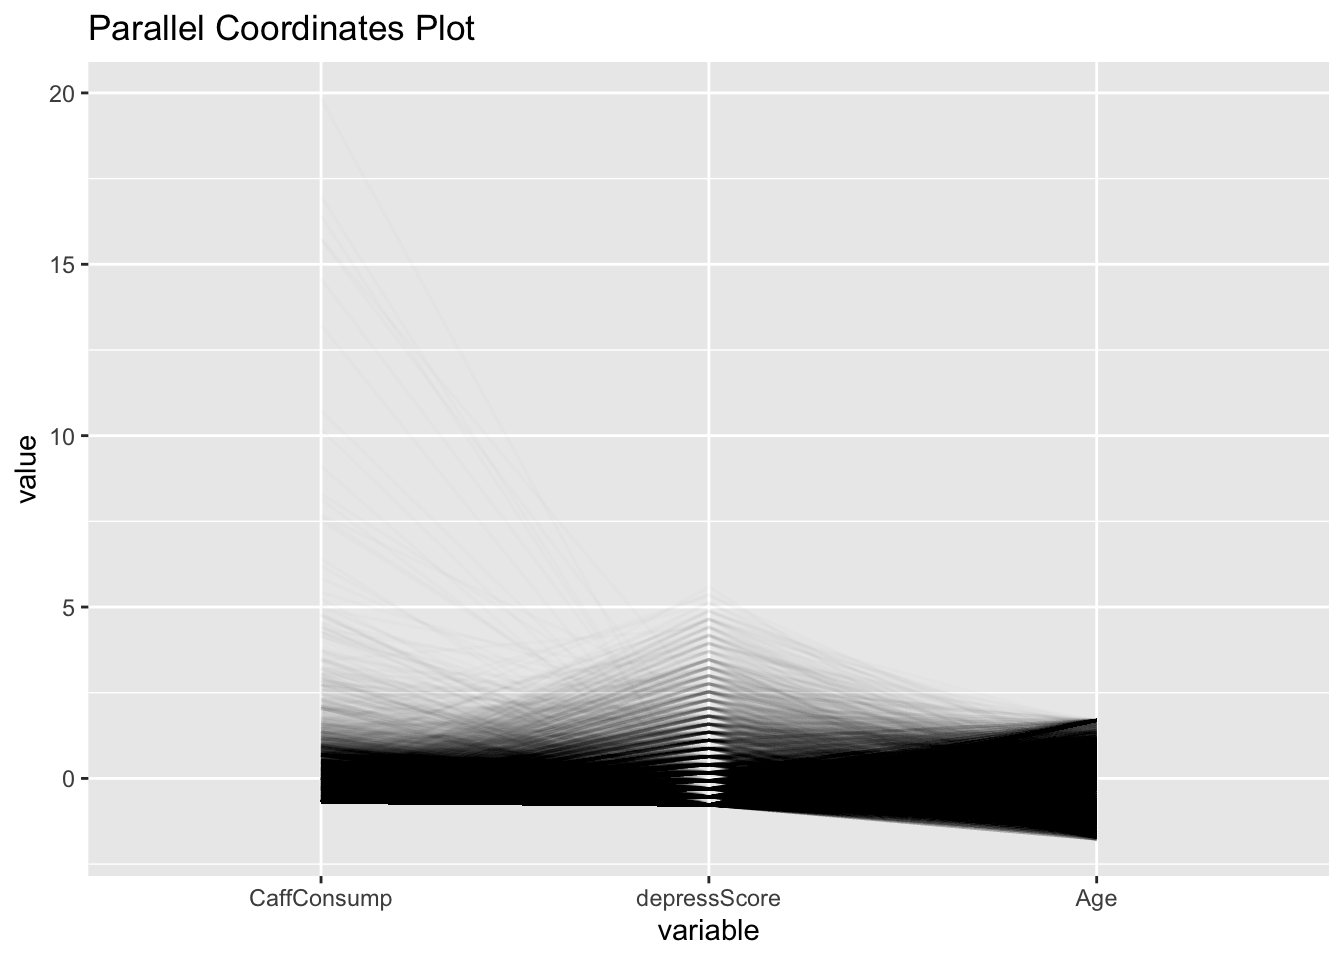 Parallel Coordinates Plot
20
15
10
5
0
value
CaffConsump depressScore Age
variable